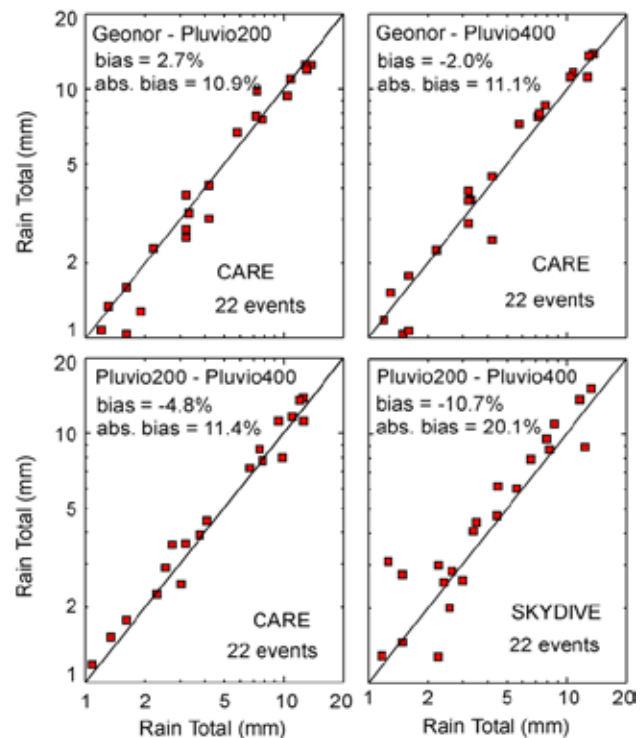 20
10
5
2
1
Rain Total (mm)
Geonor - Pluvio200
bias = 2.7%
abs. bias = 10.9%
CARE
22 events
Geonor - Pluvio400
bias = -2.0%
abs. bias = 11.1%
CARE
22 events
20
10
5
2
1
Rain Total (mm)
Pluvio200 - Pluvio400
bias = -4.8%
abs. bias = 11.4%
CARE
22 events
Pluvio200 - Pluvio400
bias = -10.7%
abs. bias = 20.1%
SKYDIVE
22 events
1 2 5 10 20
1 2 5 10 20
Rain Total (mm)
Rain Total (mm)